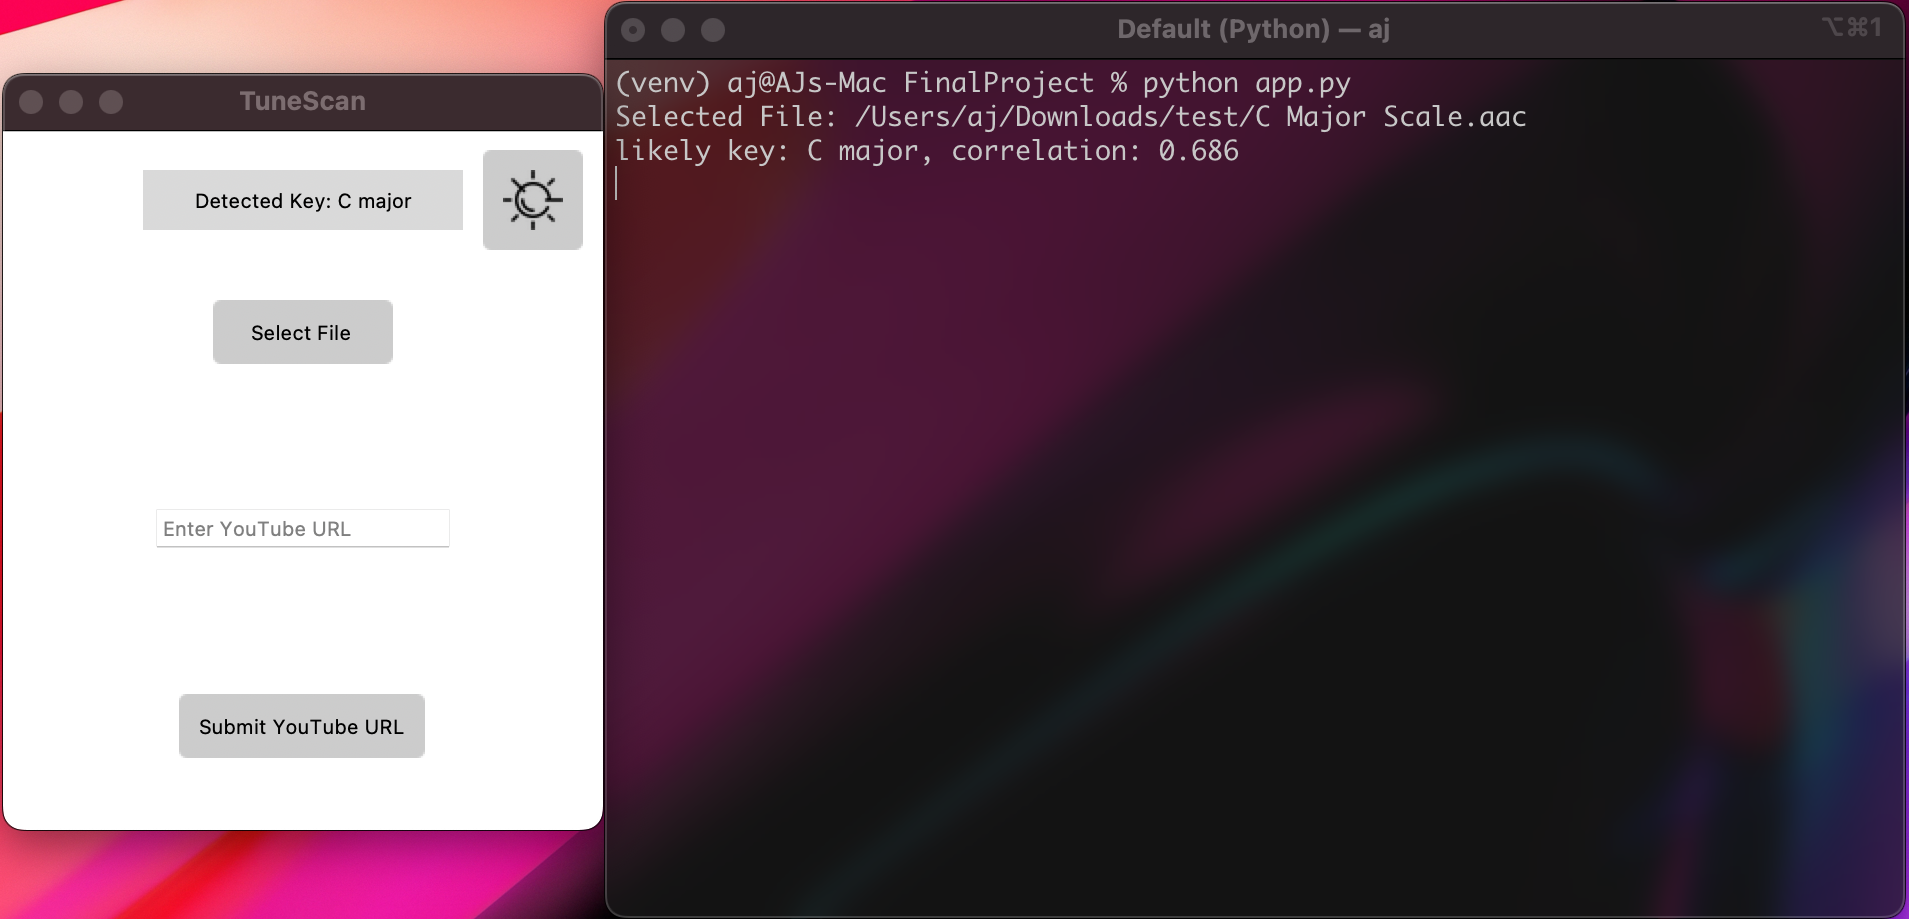 TuneScan
Detected Key: C major
Select File
Enter YouTube URL
Submit YouTube URL
Default (Python) — aj
⌥⌘1
(venv) aj@AJs-Mac FinalProject % python app.py
Selected File: /Users/aj/Downloads/test/C Major Scale.aac
likely key: C major, correlation: 0.686